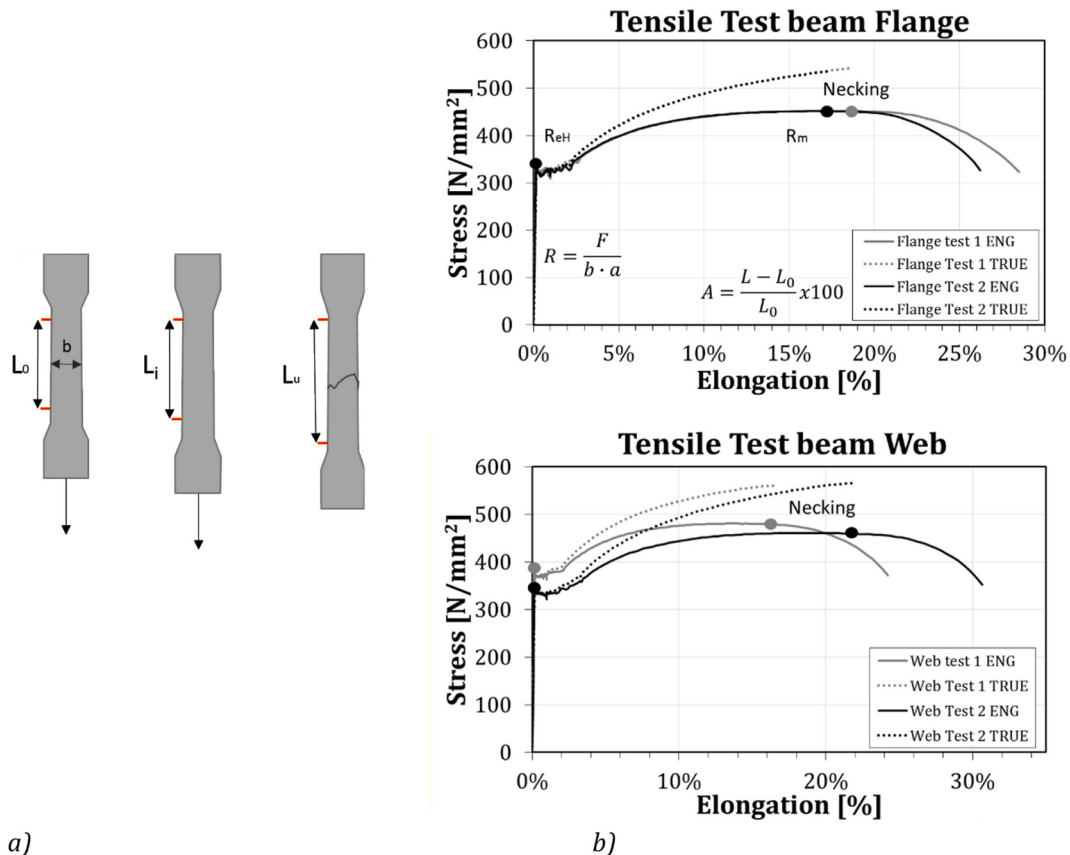 L₀
b
Lᵢ
Lᵤ
a)
Tensile Test beam Flange
Stress [N/mm²]
600
500
400
300
200
100
0
ReH
Necking
Rm
R = F / (b · a)
A = (L − L₀) / L₀ x100
Flange test 1 ENG
Flange Test 1 TRUE
Flange Test 2 ENG
Flange Test 2 TRUE
0% 5% 10% 15% 20% 25% 30%
Elongation [%]
Tensile Test beam Web
Stress [N/mm²]
600
500
400
300
200
100
0
Necking
Web test 1 ENG
Web Test 1 TRUE
Web Test 2 ENG
Web Test 2 TRUE
0% 10% 20% 30%
Elongation [%]
b)